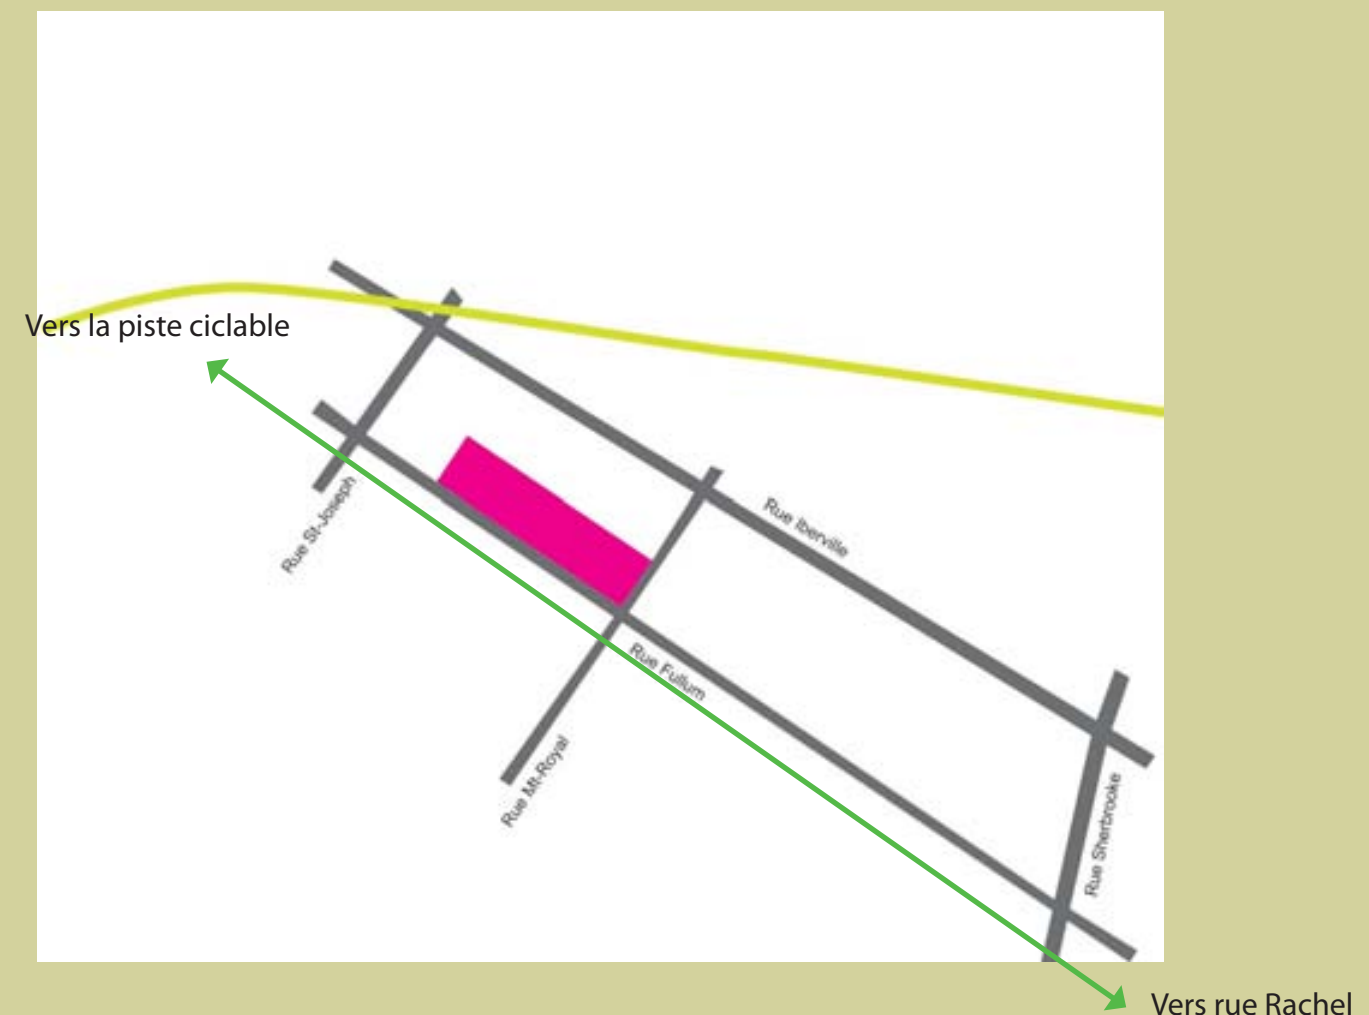 Vers la piste ciclable
Rue St-Joseph
Rue Iberville
Rue Fullum
Rue Mt-Royal
Rue Sherbrooke
Vers rue Rachel